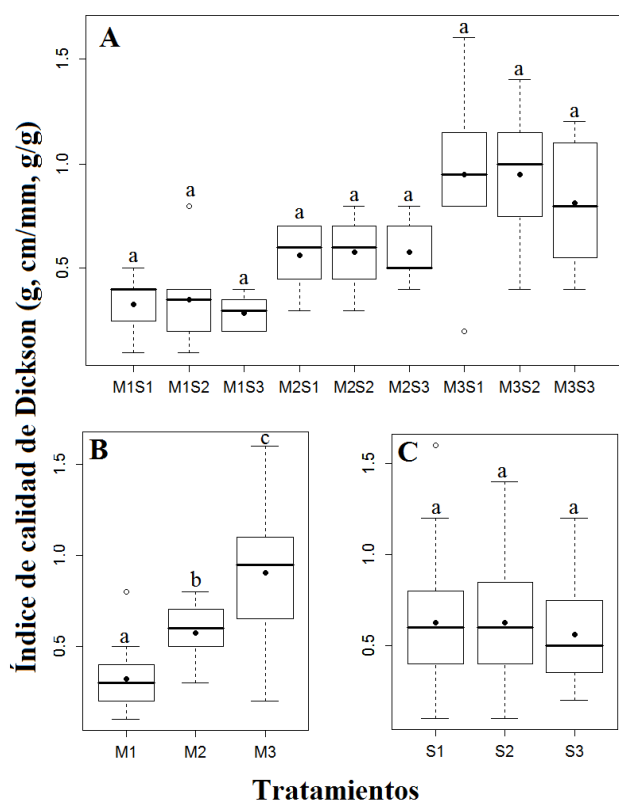 Índice de calidad de Dickson (g, cm/mm, g/g)
A
1.5
1.0
0.5
a a a a a a a a a
M1S1 M1S2 M1S3 M2S1 M2S2 M2S3 M3S1 M3S2 M3S3
B
1.5
1.0
0.5
a b c
M1 M2 M3
C
1.5
1.0
0.5
a a a
S1 S2 S3
Tratamientos